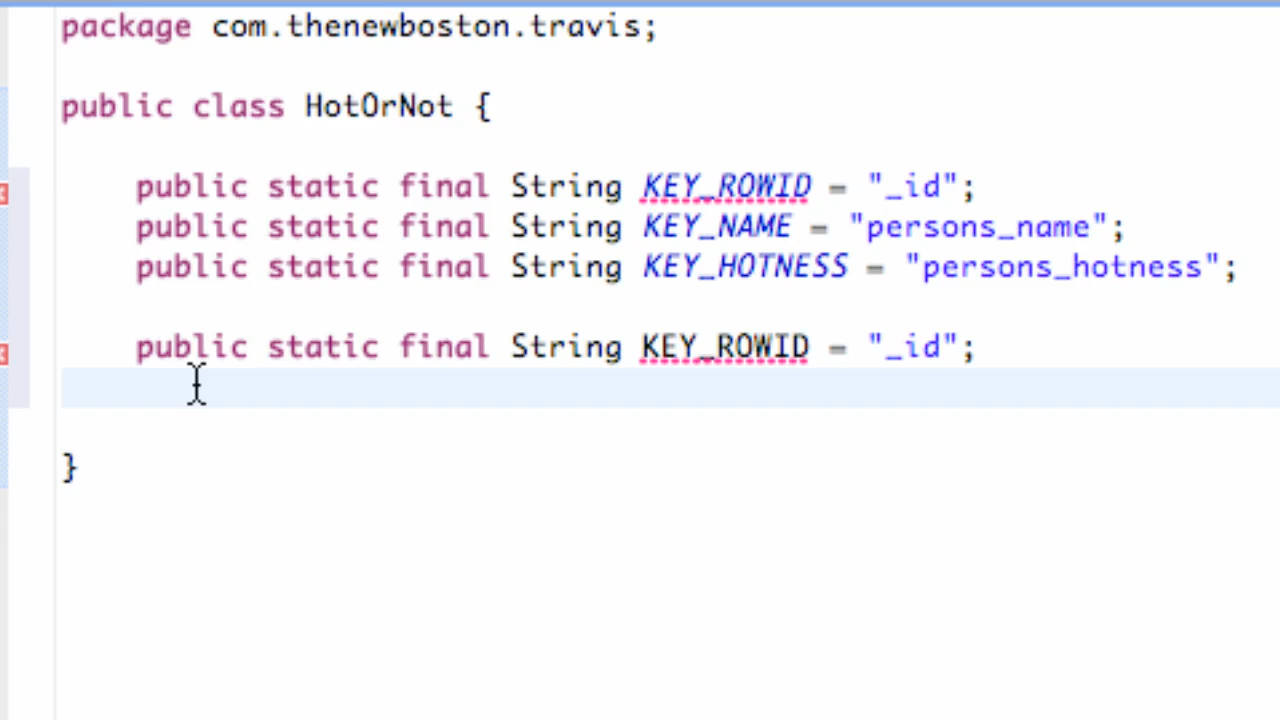 package com.thenewboston.travis;
public class HotOrNot {
public static final String KEY_ROWID = "_id";
public static final String KEY_NAME = "persons_name";
public static final String KEY_HOTNESS = "persons_hotness";
public static final String KEY_ROWID = "_id";
}